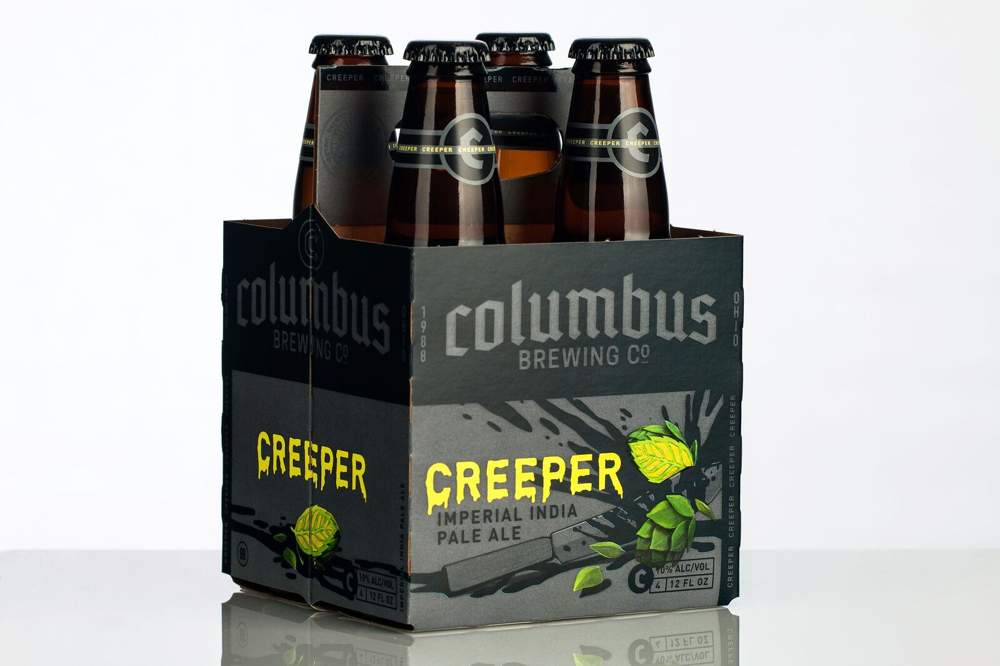 CREEPER CREEPER
CREEPER CREEPER
C
CREEPER CREEPER CREEPER
C
CREEPER CREEPER CREEPER
C
columbus
BREWING Co
OHIO
CREEPER
88
IMPERIAL INDIA PALE ALE
C
10% ALC/VOL
4 12 FL OZ
1988
columbus
BREWING Co
OHIO
CREEPER
IMPERIAL INDIA
PALE ALE
C
10% ALC/VOL
4 12 FL OZ
CREEPER CREEPER CREEPER CREEPER